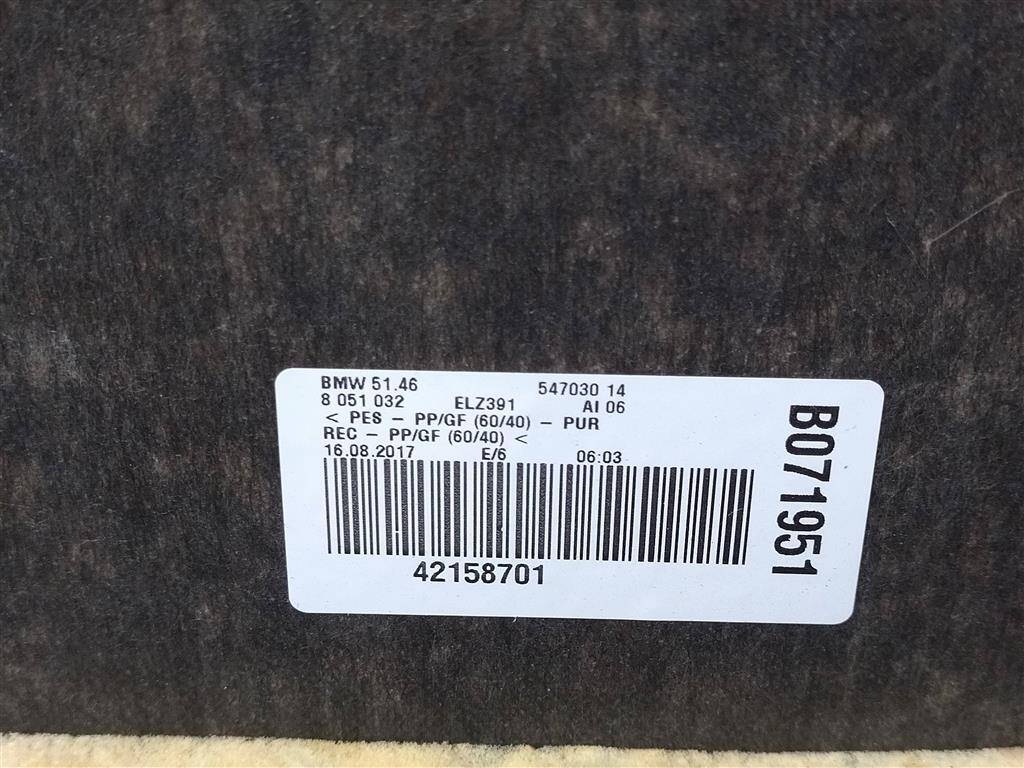 BMW 51.46 547030 14
8 051 032 ELZ391 AI 06
< PES - PP/GF (60/40) - PUR
REC - PP/GF (60/40) <
16.08.2017 E/6 06:03
42158701
B071951